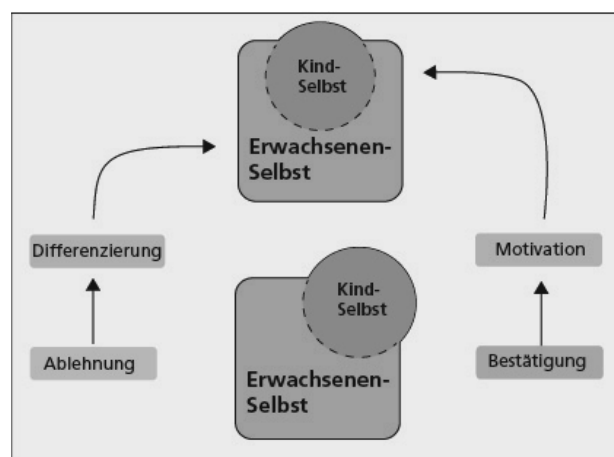 Kind-
Selbst
Erwachsenen-
Selbst
Differenzierung
Motivation
Kind-
Selbst
Ablehnung
Erwachsenen-
Selbst
Bestätigung